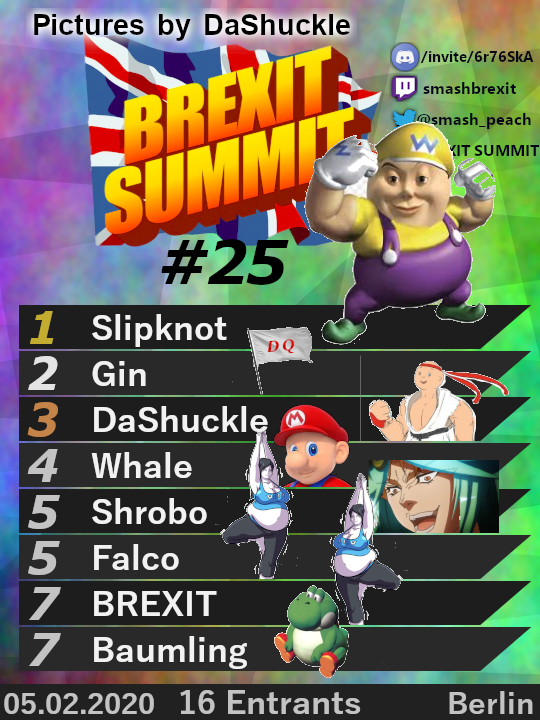 Pictures by DaShuckle
/invite/6r76SkA
smashbrexit
@smash_peach
BREXIT
SUMMIT
XIT SUMMIT
#25
1 Slipknot
DQ
2 Gin
3 DaShuckle
4 Whale
5 Shrobo
5 Falco
7 BREXIT
7 Baumling
05.02.2020 16 Entrants Berlin